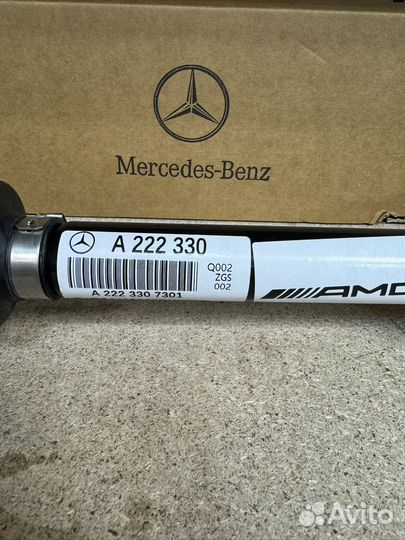 Mercedes-Benz
A 222 330
Q002
ZGS
002
A 222 330 7301
AMG
Avito